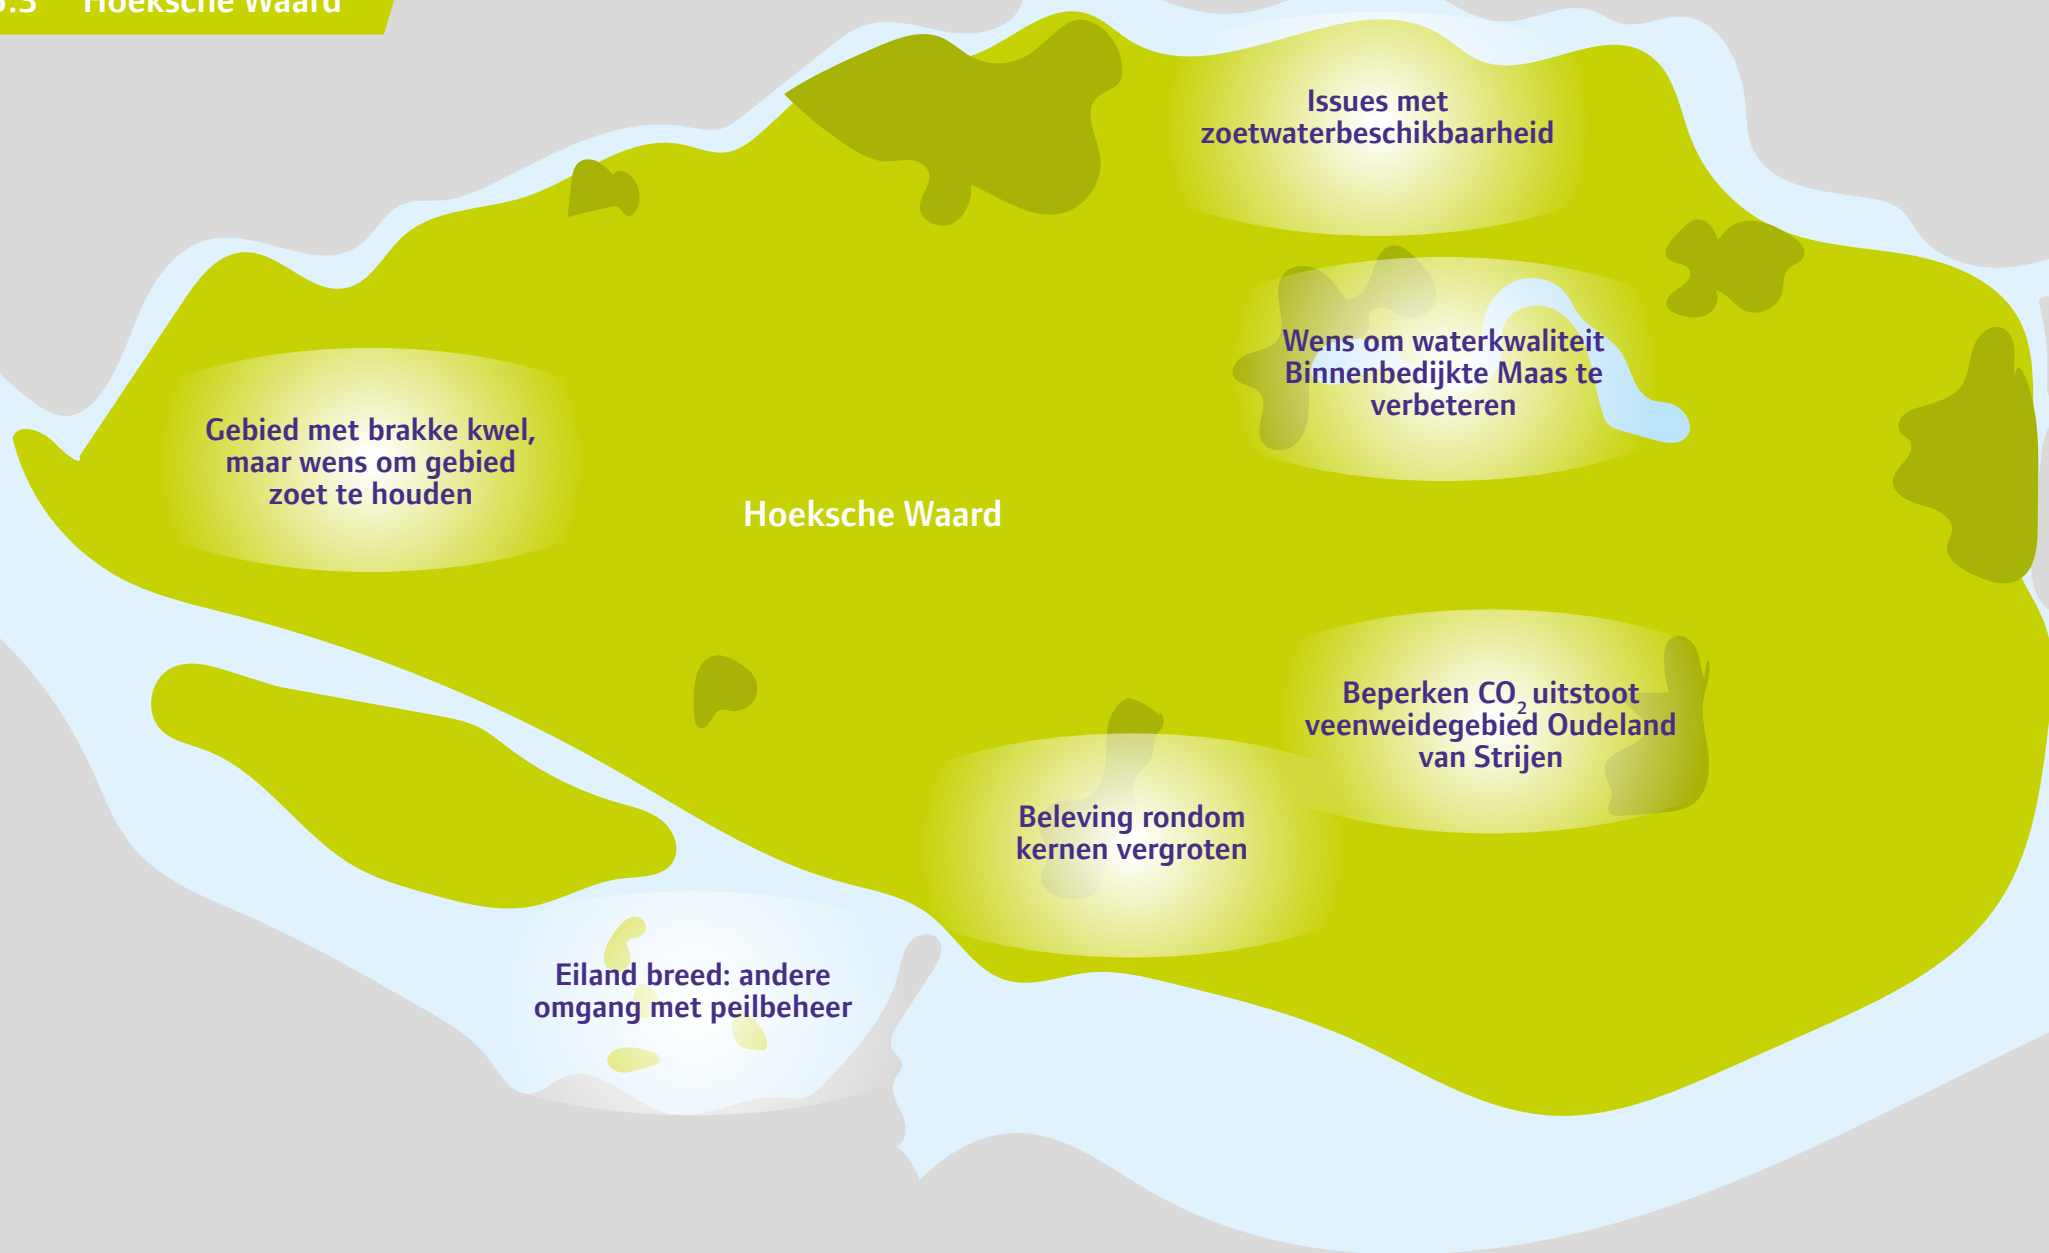 Hoeksche Waard
Issues met
zoetwaterbeschikbaarheid
Wens om waterkwaliteit
Binnenbedijkte Maas te
verbeteren
Gebied met brakke kwel,
maar wens om gebied
zoet te houden
Hoeksche Waard
Beperken CO₂ uitstoot
veenweidegebied Oudeland
van Strijen
Beleving rondom
kernen vergroten
Eiland breed: andere
omgang met peilbeheer